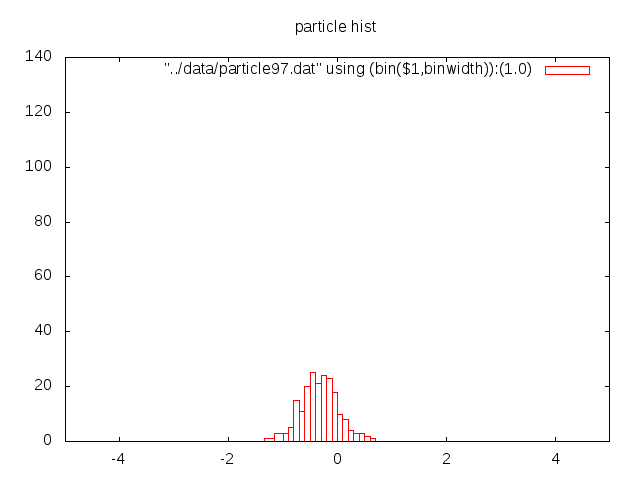 particle hist
"../data/particle97.dat" using (bin($1,binwidth)):(1.0)
140
120
100
80
60
40
20
0
-4 -2 0 2 4